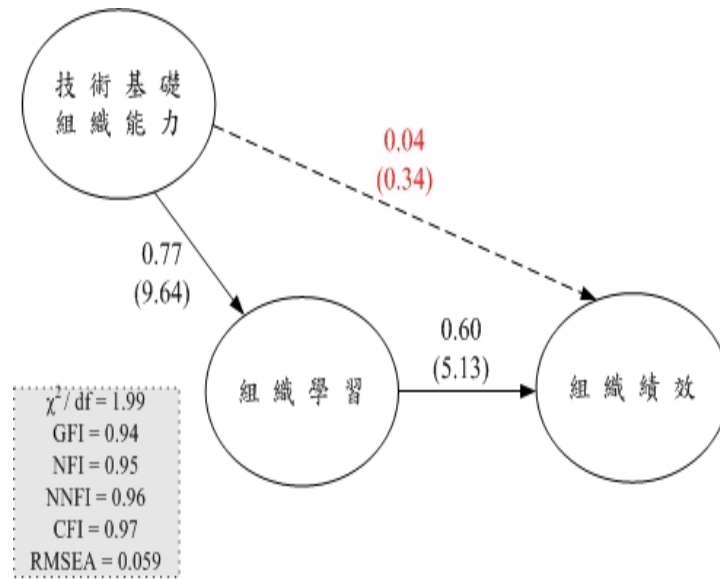 技術基礎
組織能力
0.04
(0.34)
0.77
(9.64)
組織學習
0.60
(5.13)
組織績效
χ²/ df = 1.99
GFI = 0.94
NFI = 0.95
NNFI = 0.96
CFI = 0.97
RMSEA = 0.059